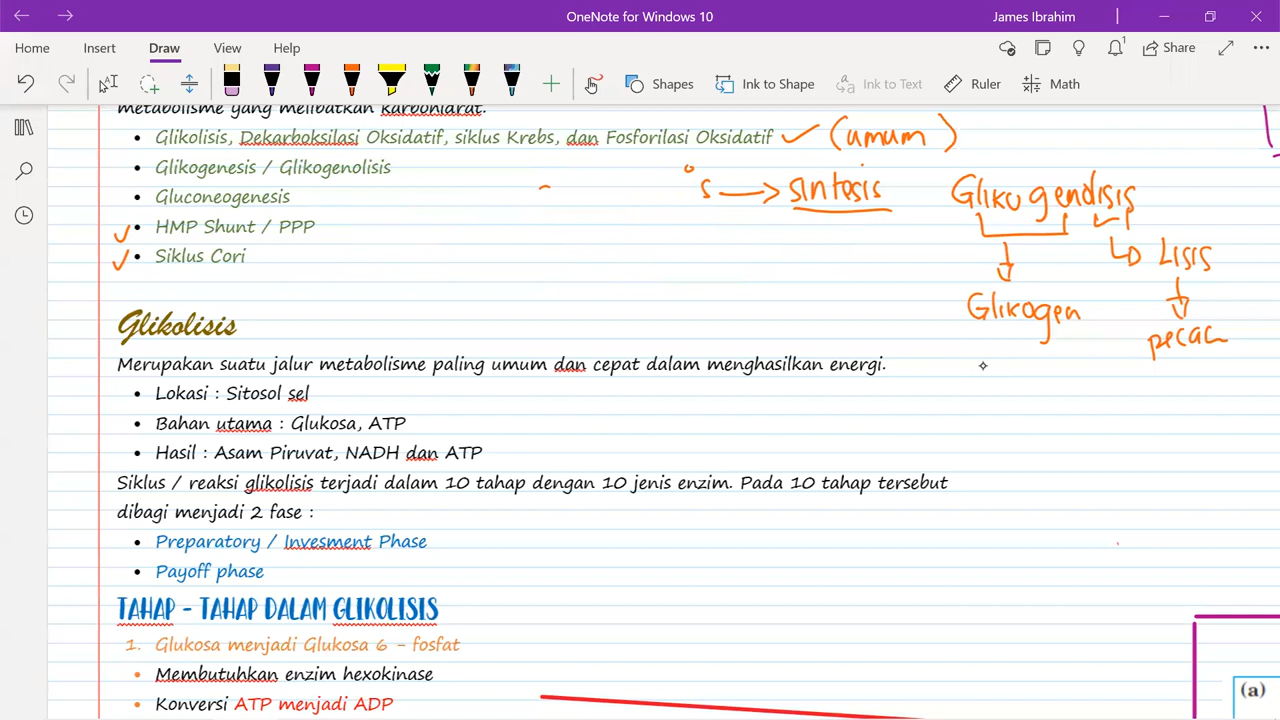 OneNote for Windows 10
James Ibrahim
Home Insert Draw View Help
Share
Shapes Ink to Shape Ink to Text Ruler Math
metabolisme yang melibatkan karbohidrat.
• Glikolisis, Dekarboksilasi Oksidatif, siklus Krebs, dan Fosforilasi Oksidatif (umum)
• Glikogenesis / Glikogenolisis
s → sintesis
Glikogenolisis
• Gluconeogenesis
• HMP Shunt / PPP
• Siklus Cori
Lisis
Glikogen
pecah
Glikolisis
Merupakan suatu jalur metabolisme paling umum dan cepat dalam menghasilkan energi.
• Lokasi : Sitosol sel
• Bahan utama : Glukosa, ATP
• Hasil : Asam Piruvat, NADH dan ATP
Siklus / reaksi glikolisis terjadi dalam 10 tahap dengan 10 jenis enzim. Pada 10 tahap tersebut
dibagi menjadi 2 fase :
• Preparatory / Invesment Phase
• Payoff phase
TAHAP - TAHAP DALAM GLIKOLISIS
1. Glukosa menjadi Glukosa 6 - fosfat
• Membutuhkan enzim hexokinase
• Konversi ATP menjadi ADP
(a)